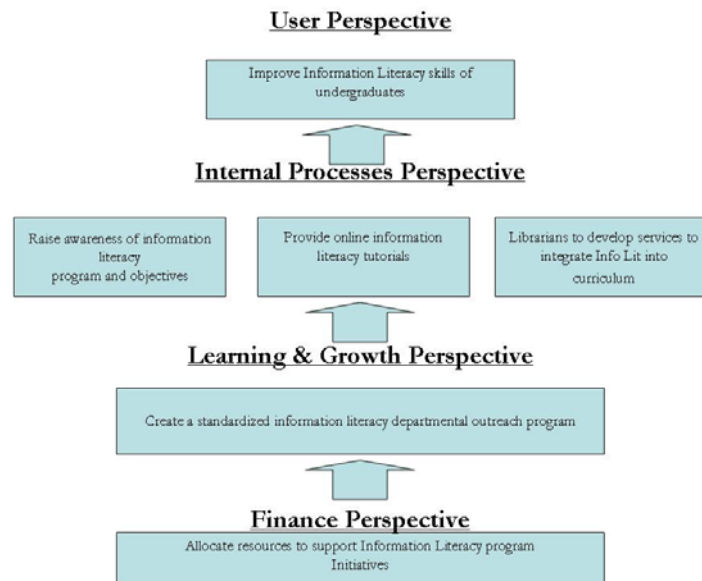 User Perspective
Improve Information Literacy skills of
undergraduates
Internal Processes Perspective
Raise awareness of information
literacy
program and objectives
Provide online information
literacy tutorials
Librarians to develop services to
integrate Info Lit into
curriculum
Learning & Growth Perspective
Create a standardized information literacy departmental outreach program
Finance Perspective
Allocate resources to support Information Literacy program
Initiatives